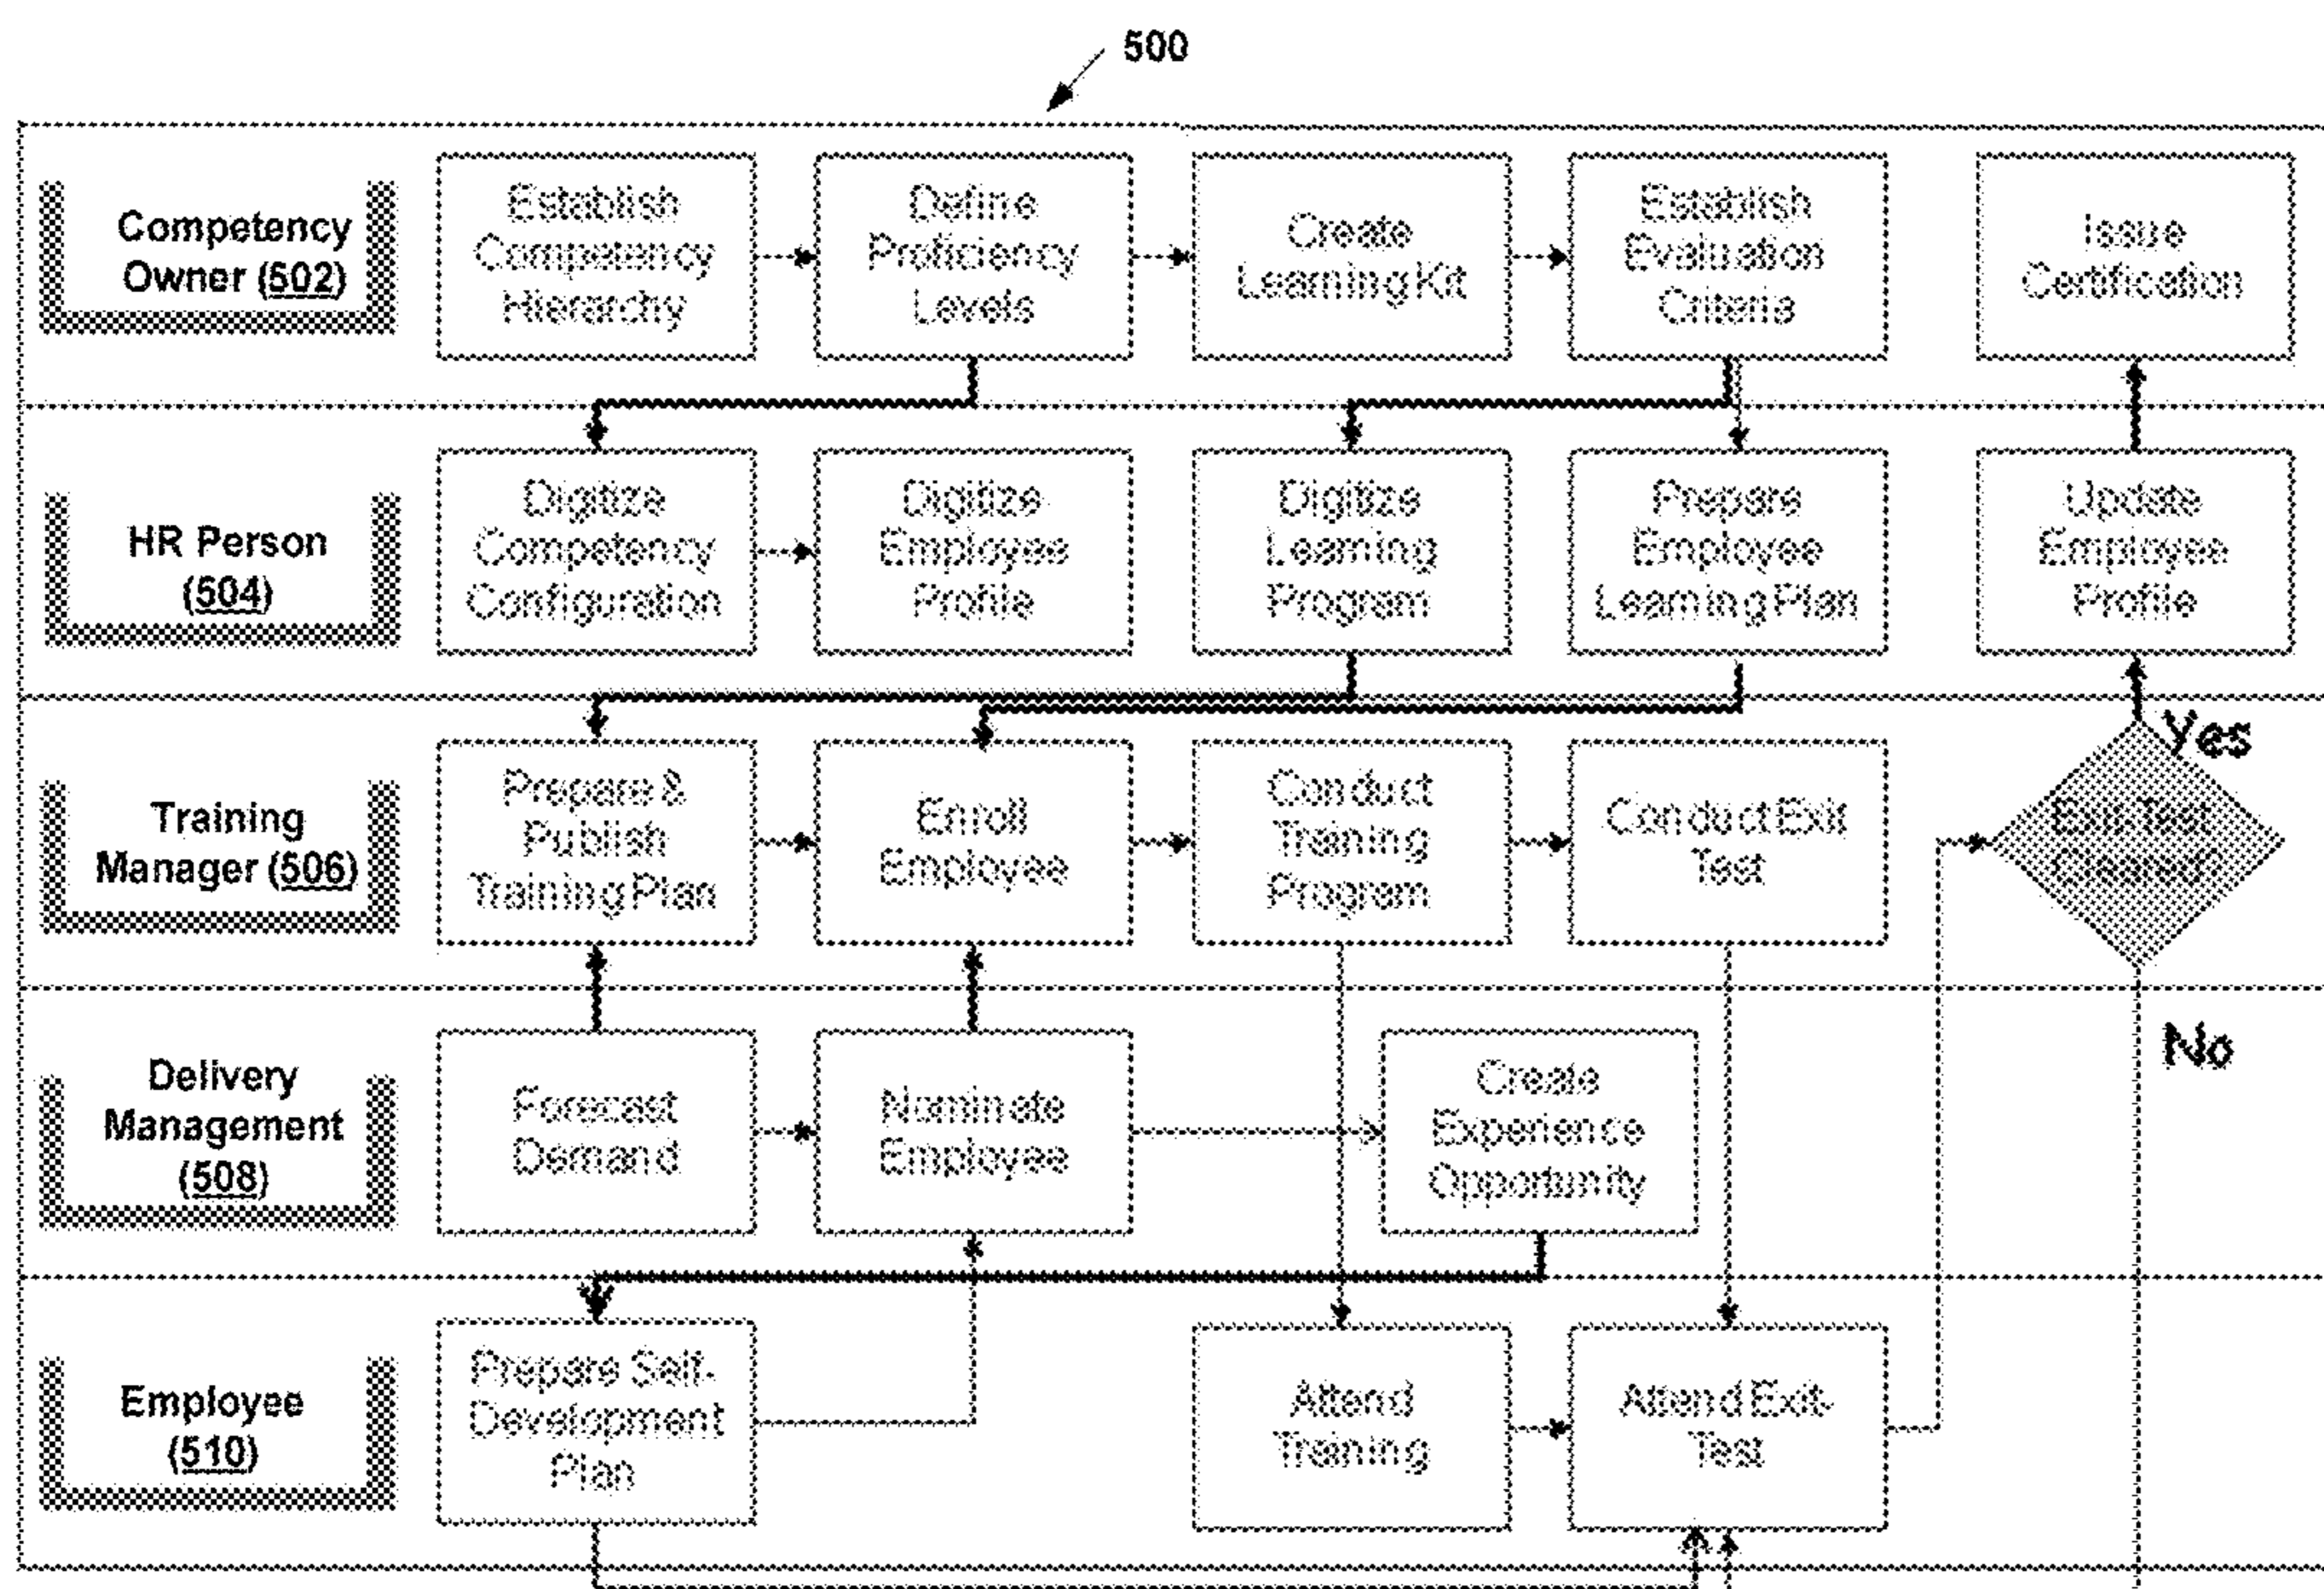 500
Competency
Owner (502)
Establish
Competency
Hierarchy
Define
Proficiency
Levels
Create
Learning Kit
Establish
Evaluation
Criteria
Issue
Certification
HR Person
(504)
Digitize
Competency
Configuration
Digitize
Employee
Profile
Digitize
Learning
Program
Prepare
Employee
Learning Plan
Update
Employee
Profile
Training
Manager (506)
Prepare &
Publish
Training Plan
Enroll
Employee
Conduct
Training
Program
Conduct Exit
Test
Yes
Exit Test
Cleared?
Delivery
Management
(508)
Forecast
Demand
Nominate
Employee
Create
Experience
Opportunity
No
Employee
(510)
Prepare Self-
Development
Plan
Attend
Training
Attend Exit-
Test